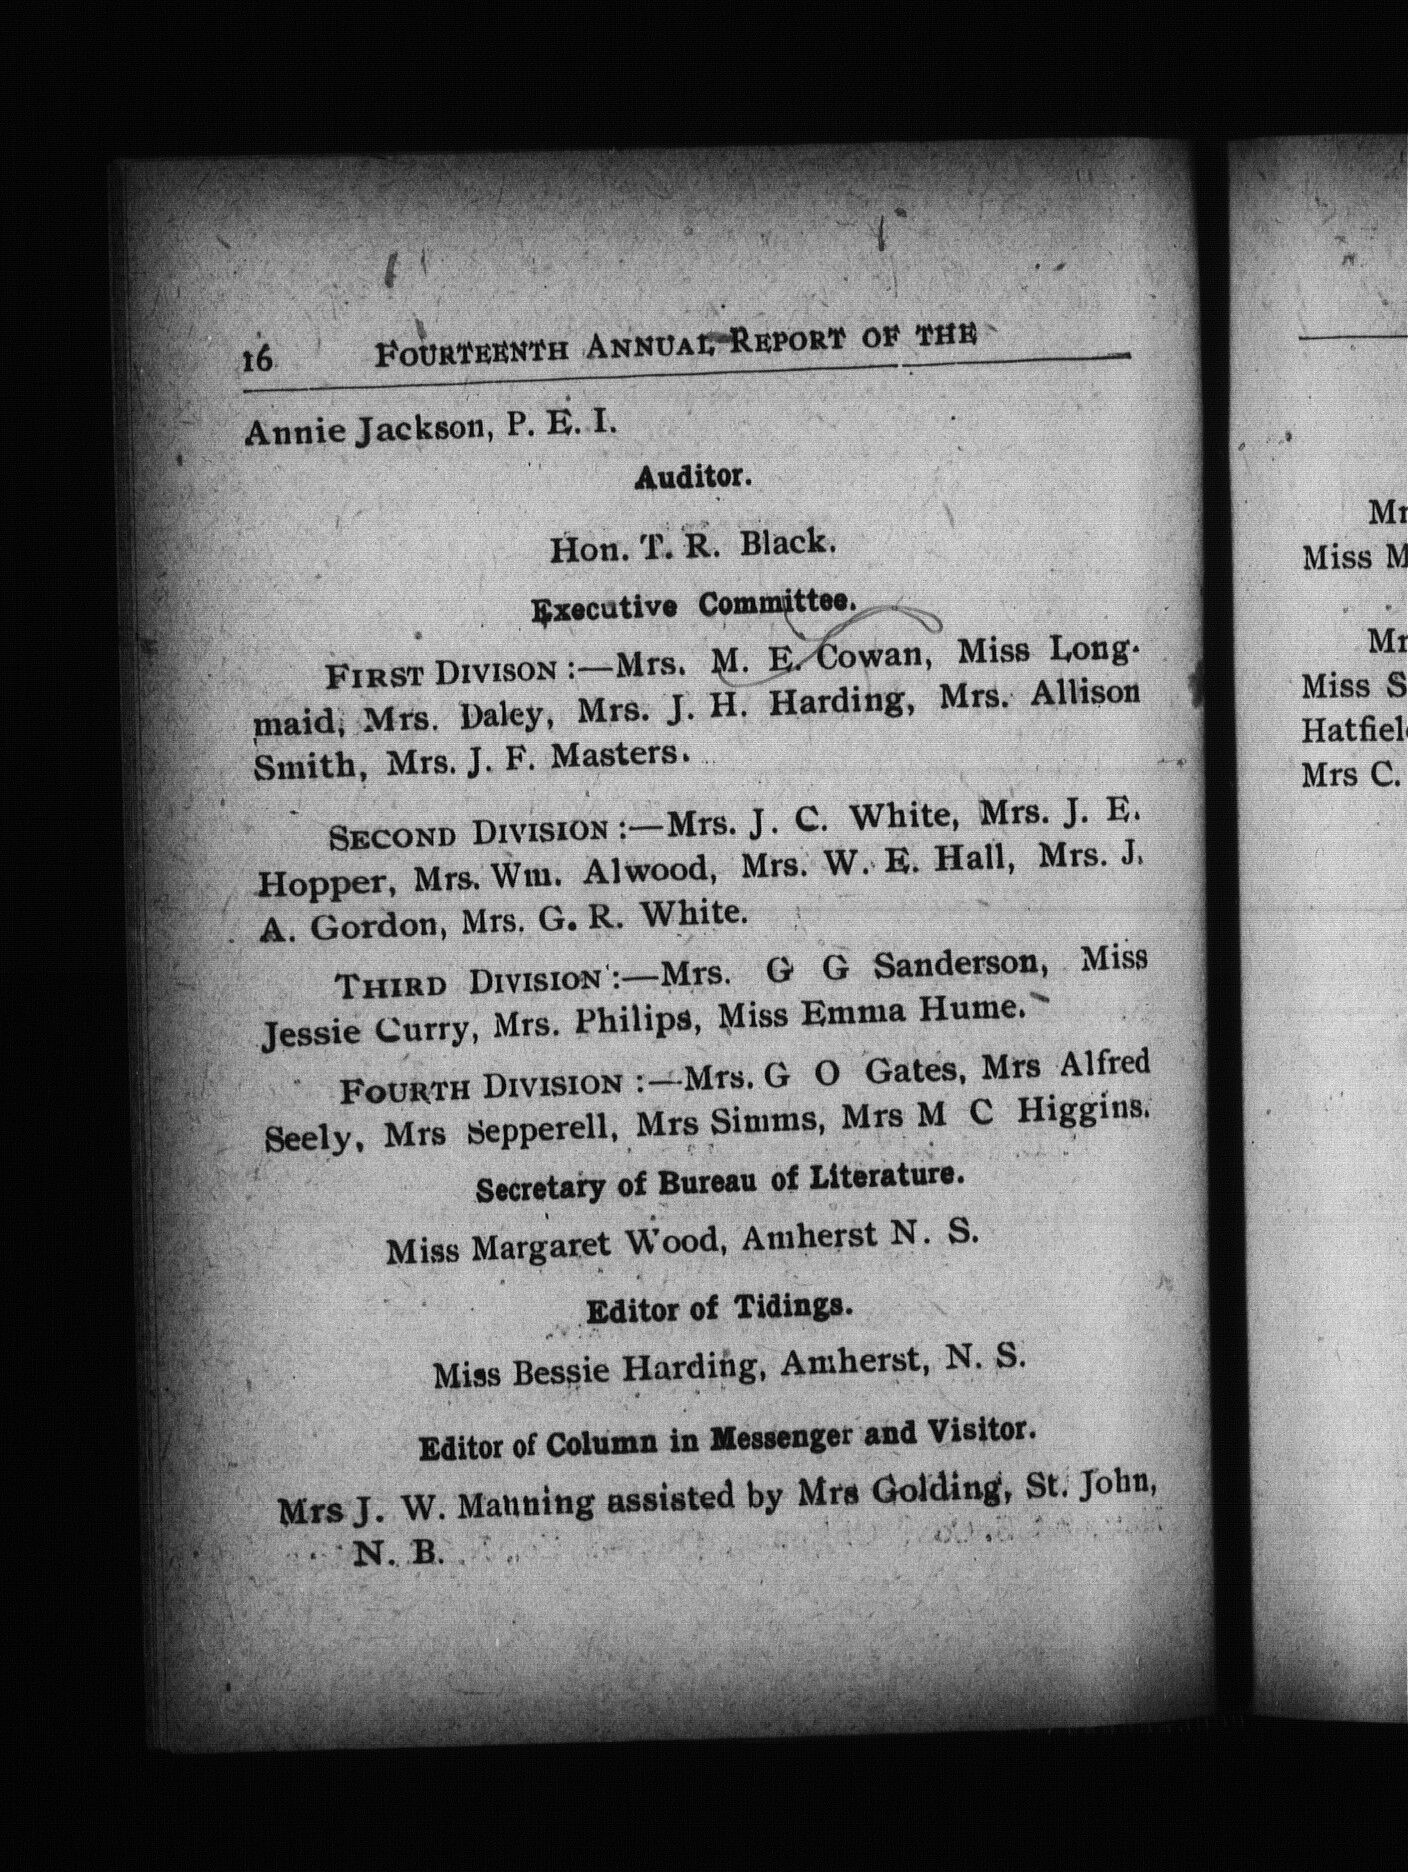 16 FOURTEENTH ANNUAL REPORT OF THE
Annie Jackson, P. E. I.
Auditor.
Hon. T. R. Black.
Executive Committee.
FIRST DIVISON :—Mrs. M. E. Cowan, Miss Long-
maid, Mrs. Daley, Mrs. J. H. Harding, Mrs. Allison
Smith, Mrs. J. F. Masters.
SECOND DIVISION :—Mrs. J. C. White, Mrs. J. E.
Hopper, Mrs. Wm. Alwood, Mrs. W. E. Hall, Mrs. J.
A. Gordon, Mrs. G. R. White.
THIRD DIVISION :—Mrs. G G Sanderson, Miss
Jessie Curry, Mrs. Philips, Miss Emma Hume.
FOURTH DIVISION :—Mrs. G O Gates, Mrs Alfred
Seely, Mrs Sepperell, Mrs Simms, Mrs M C Higgins.
Secretary of Bureau of Literature.
Miss Margaret Wood, Amherst N. S.
Editor of Tidings.
Miss Bessie Harding, Amherst, N. S.
Editor of Column in Messenger and Visitor.
Mrs J. W. Manning assisted by Mrs Golding, St. John,
N. B.
Miss
Miss
Mrs C.